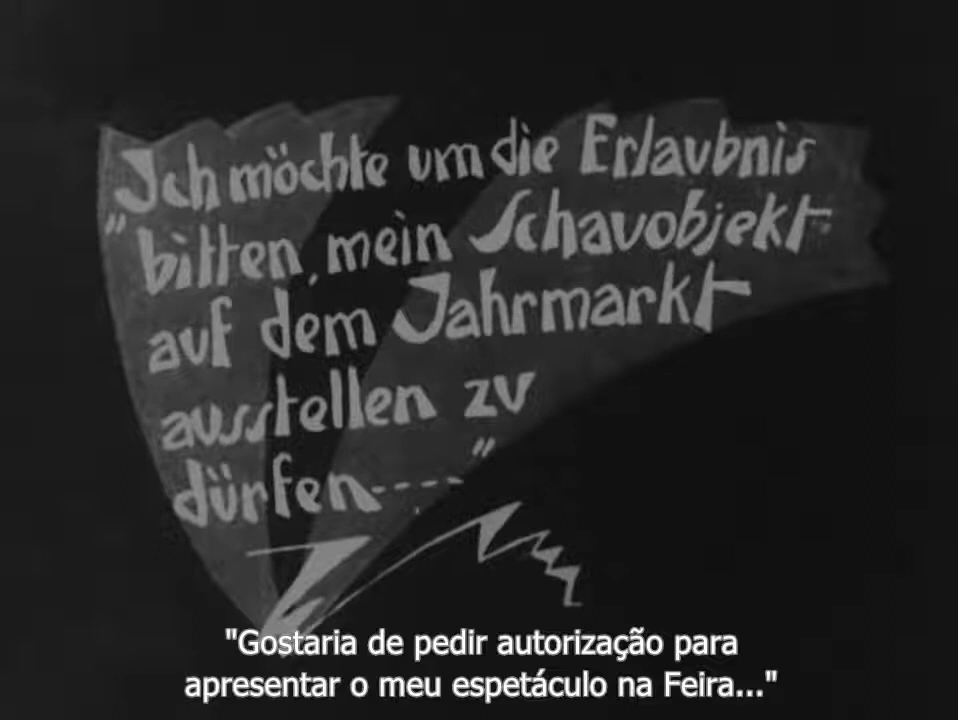 „Ich möchte um die Erlaubnis
bitten, mein Schauobjekt
auf dem Jahrmarkt
ausstellen zu
dürfen-----"
"Gostaria de pedir autorização para
apresentar o meu espetáculo na Feira..."